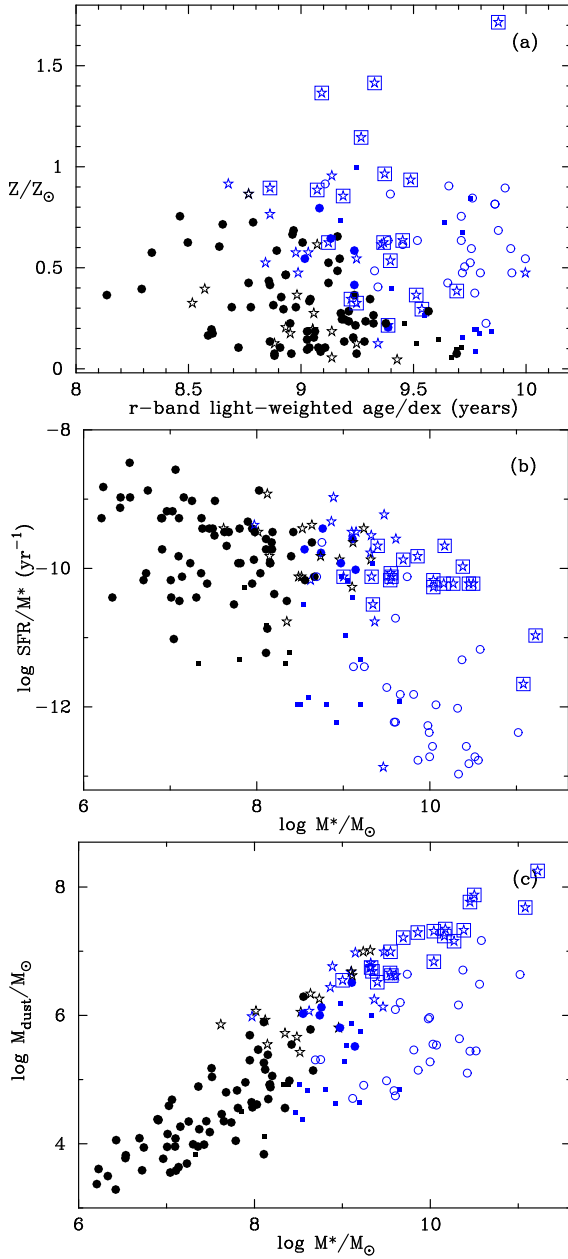 (a)
1.5
1
Z/Z⊙
0.5
0
8 8.5 9 9.5 10
r-band light-weighted age/dex (years)
-8
(b)
-10
log SFR/M* (yr⁻¹)
-12
6 8 10
log M*/M⊙
(c)
8
6
log M_dust/M⊙
4
6 8 10
log M*/M⊙